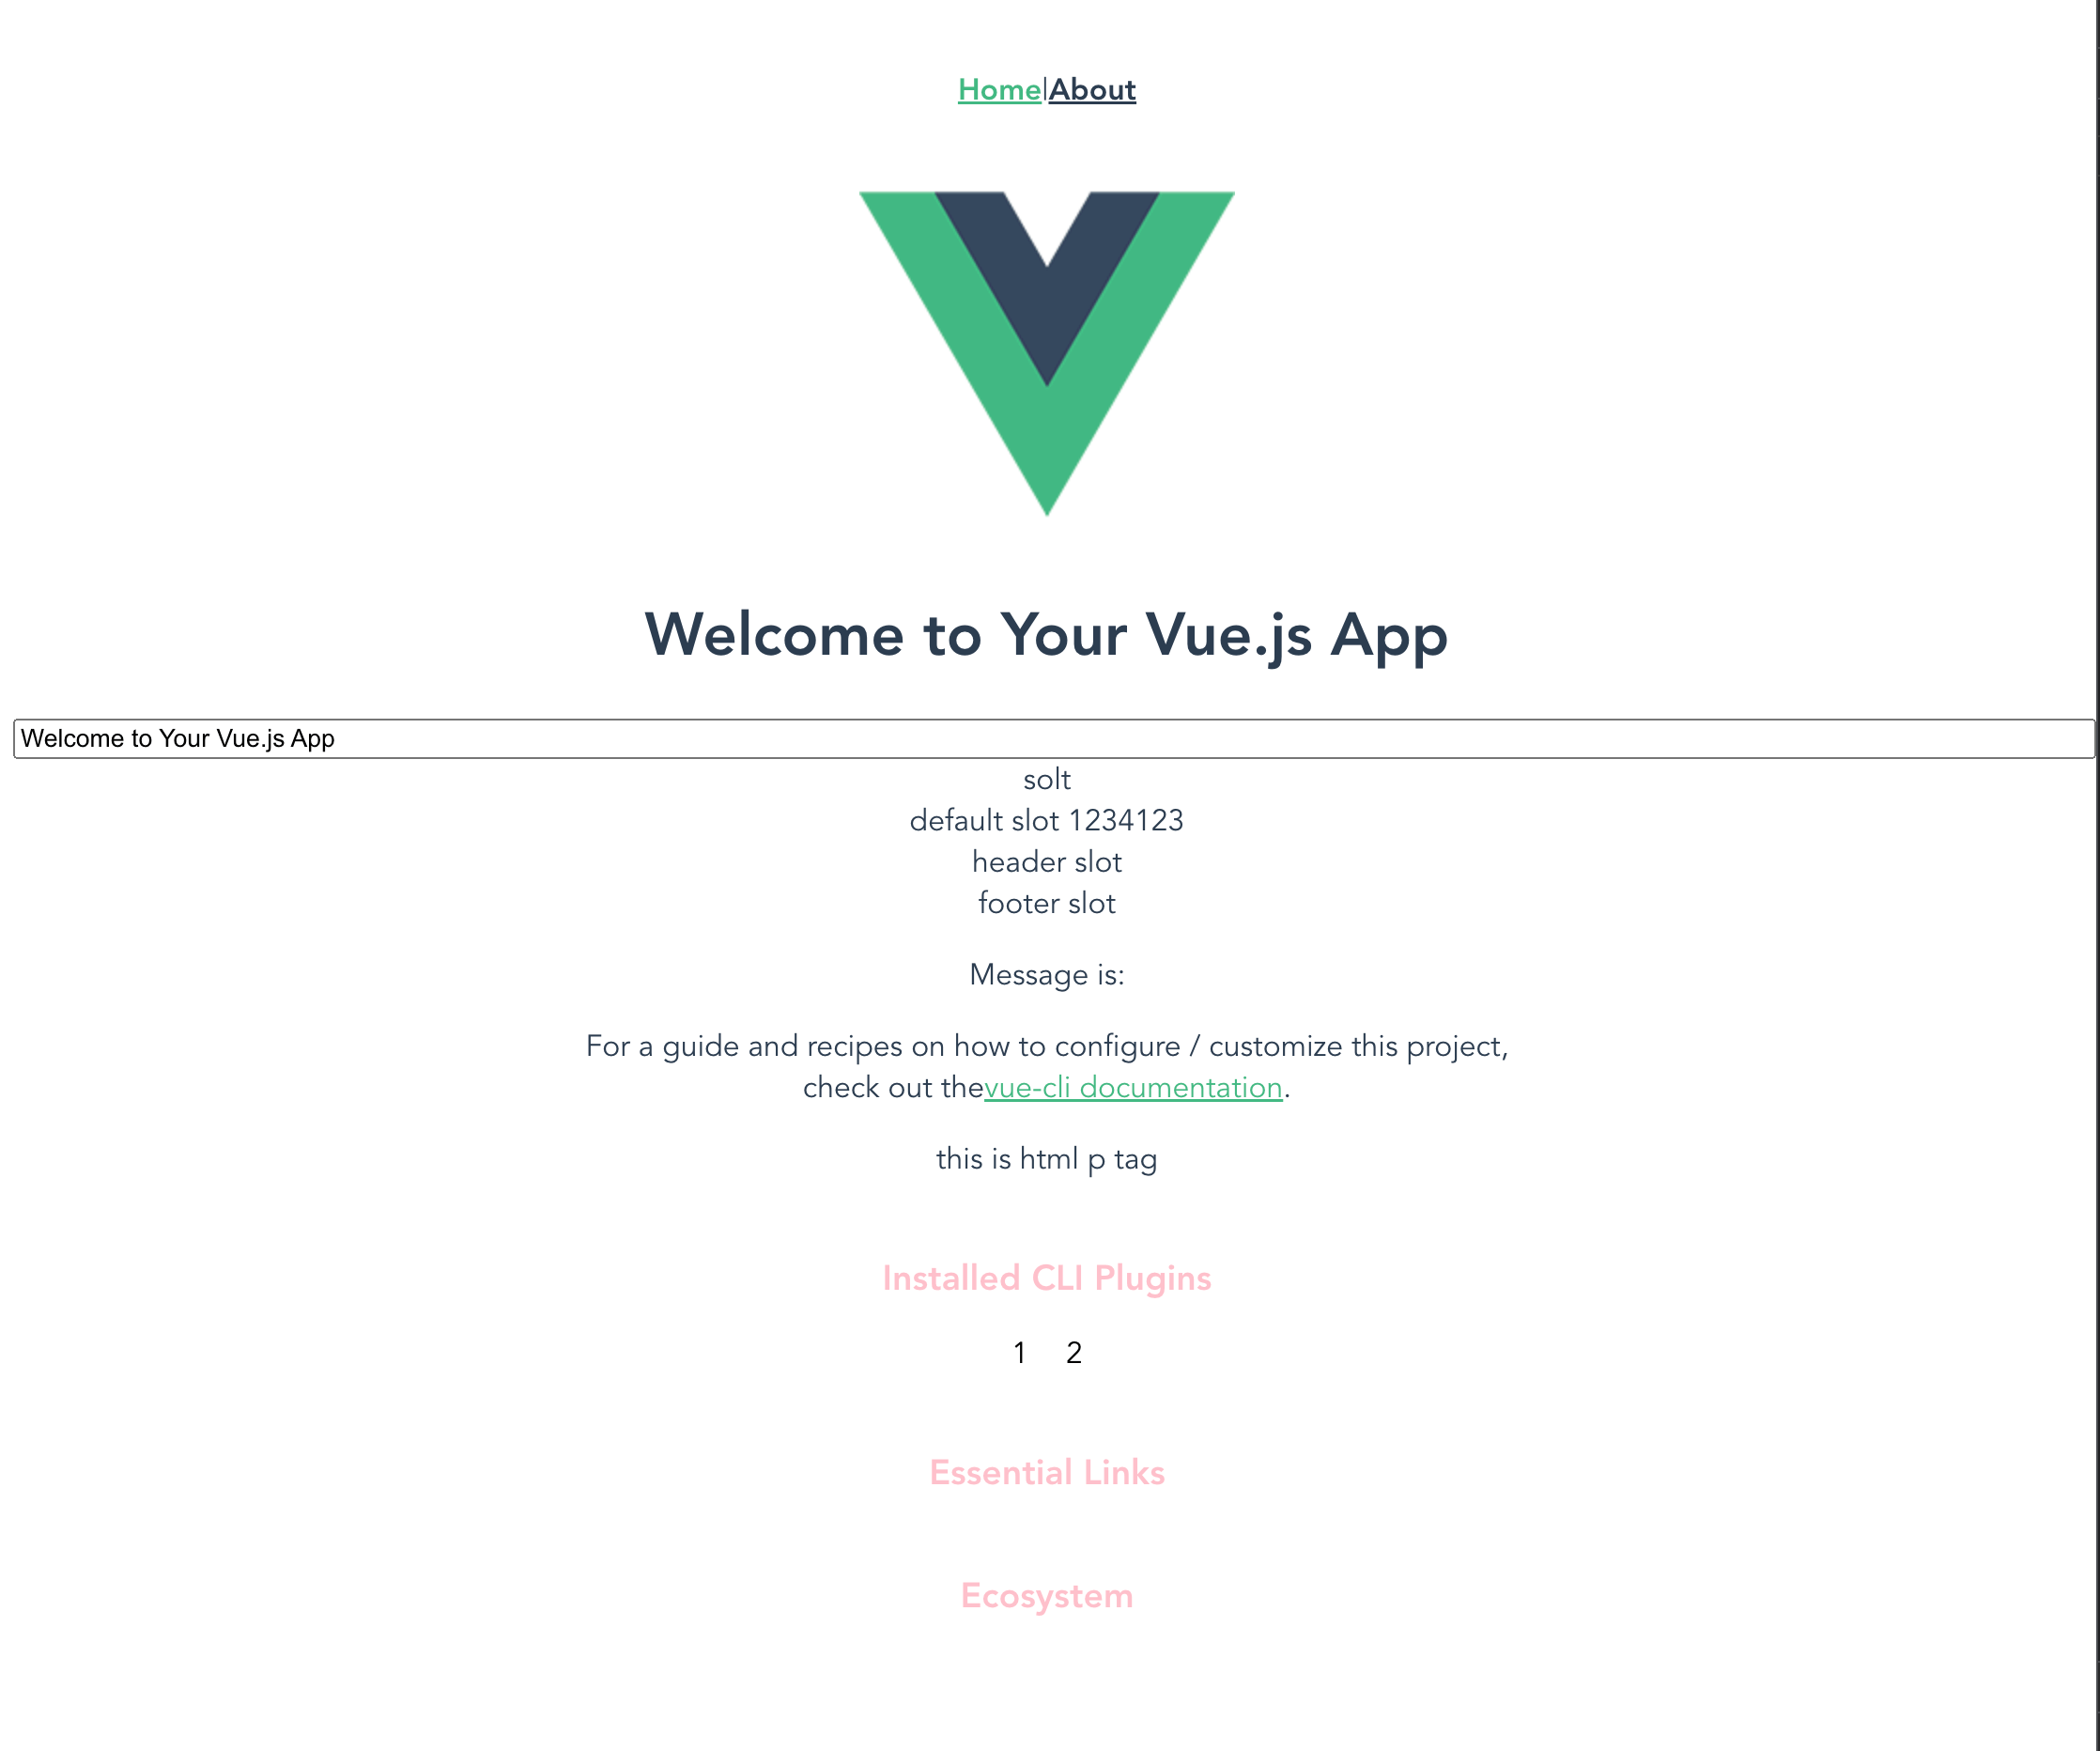 Home|About
Welcome to Your Vue.js App
Welcome to Your Vue.js App
solt
default slot 1234123
header slot
footer slot
Message is:
For a guide and recipes on how to configure / customize this project,
check out thevue-cli documentation.
this is html p tag
Installed CLI Plugins
1 2
Essential Links
Ecosystem